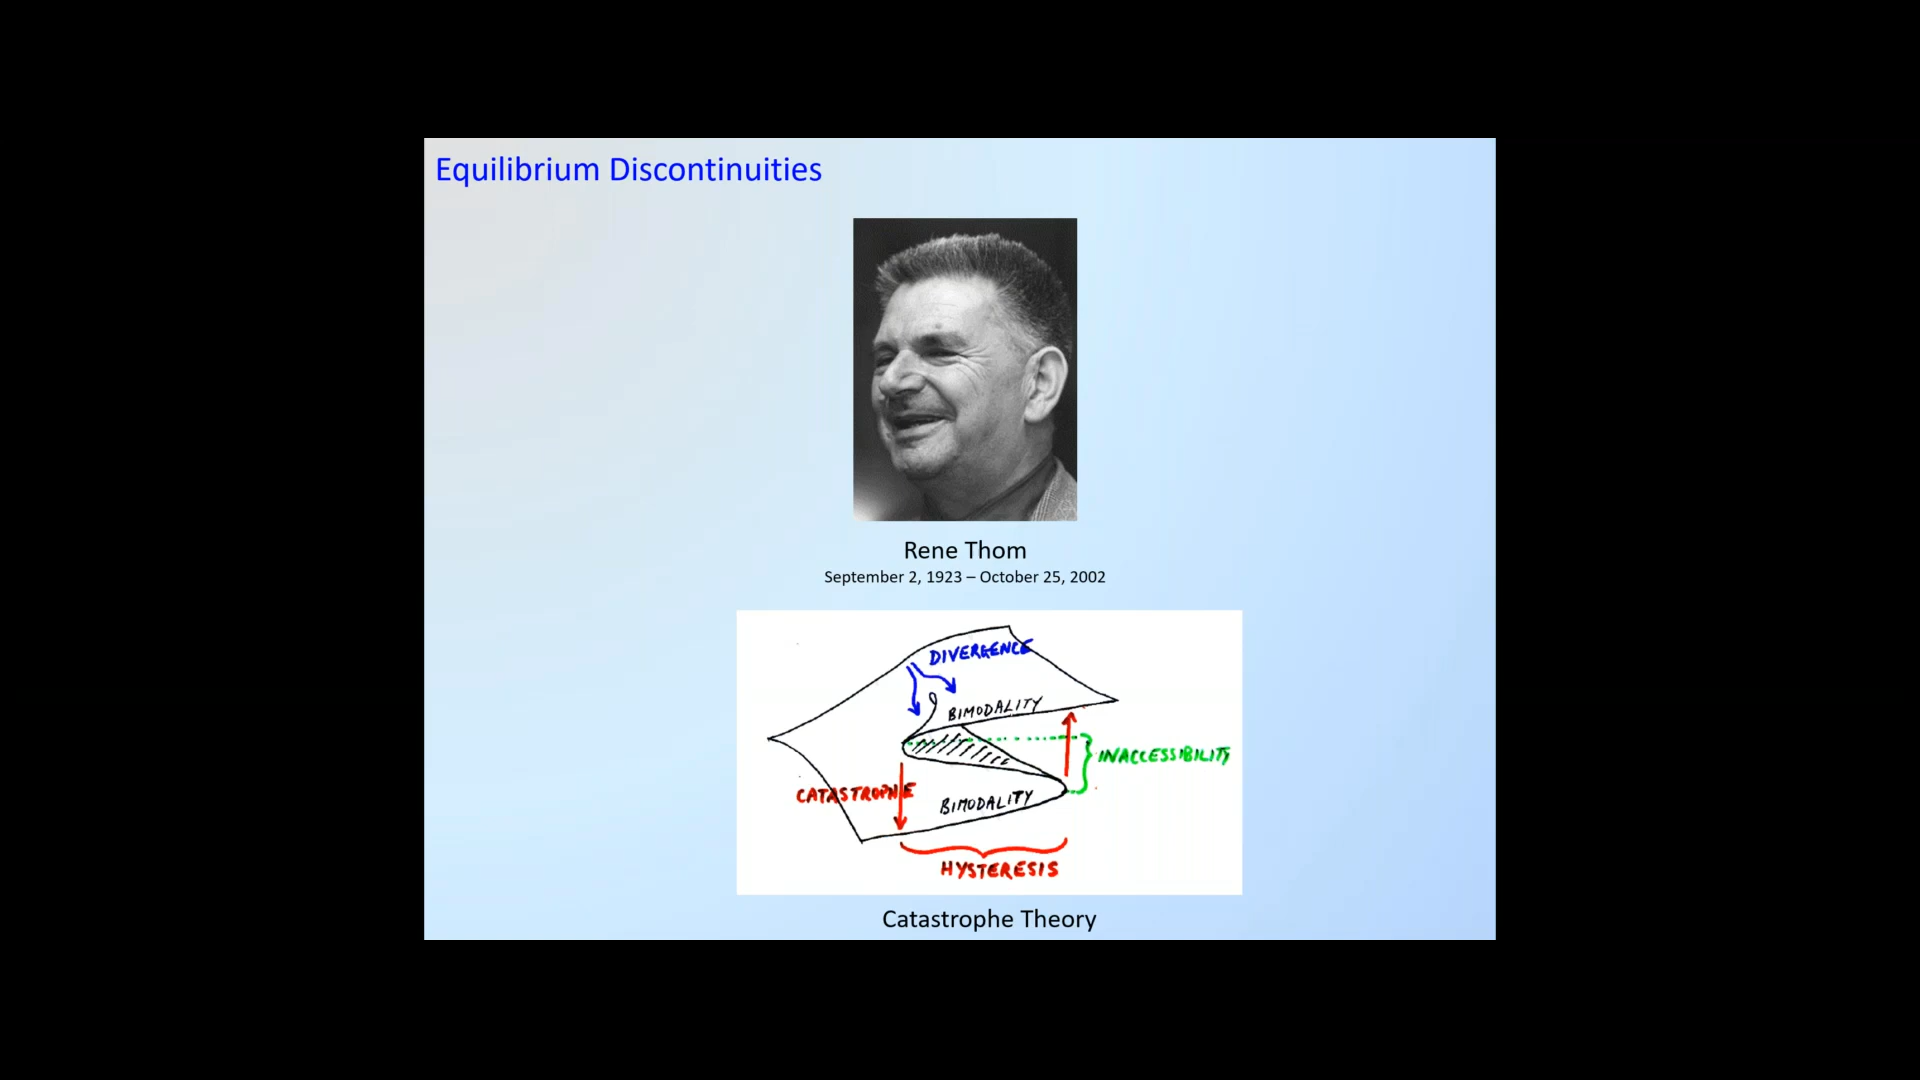 Equilibrium Discontinuities
Rene Thom
September 2, 1923 – October 25, 2002
DIVERGENCE
BIMODALITY
INACCESSIBILITY
CATASTROPHE
BIMODALITY
HYSTERESIS
Catastrophe Theory